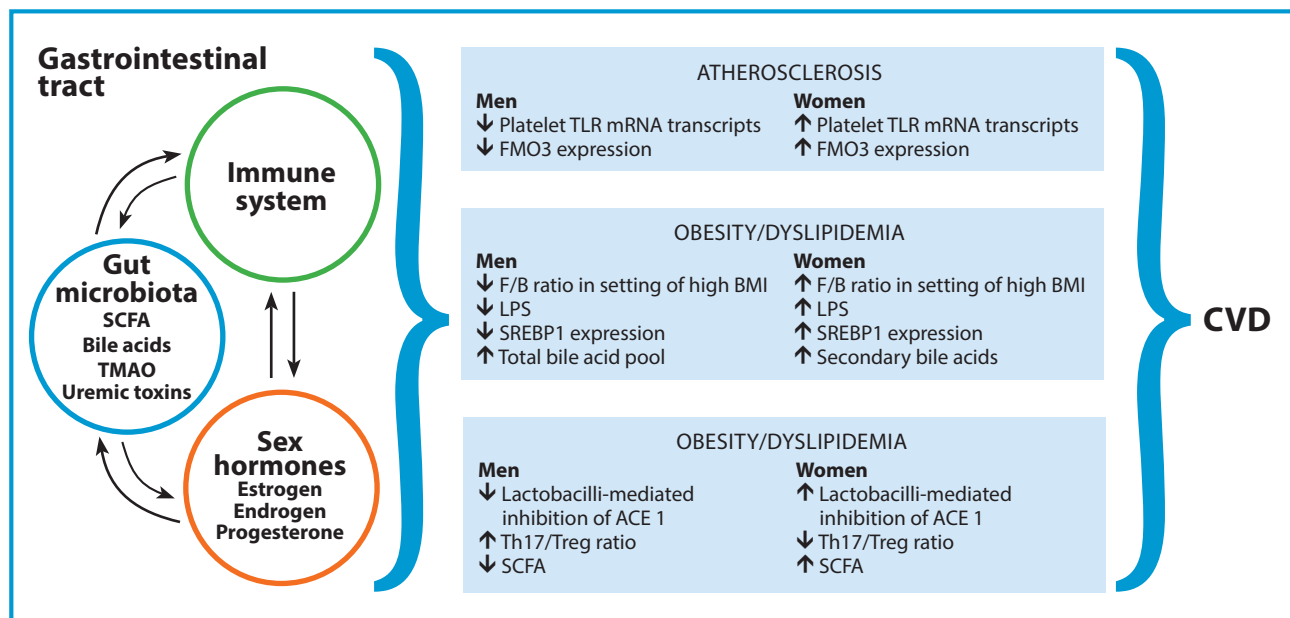 Gastrointestinal
tract
Immune
system
Gut
microbiota
SCFA
Bile acids
TMAO
Uremic toxins
Sex
hormones
Estrogen
Endrogen
Progesterone
ATHEROSCLEROSIS
Men
↓ Platelet TLR mRNA transcripts
↓ FMO3 expression
Women
↑ Platelet TLR mRNA transcripts
↑ FMO3 expression
OBESITY/DYSLIPIDEMIA
Men
↓ F/B ratio in setting of high BMI
↓ LPS
↓ SREBP1 expression
↑ Total bile acid pool
Women
↑ F/B ratio in setting of high BMI
↑ LPS
↑ SREBP1 expression
↑ Secondary bile acids
OBESITY/DYSLIPIDEMIA
Men
↓ Lactobacilli-mediated
inhibition of ACE 1
↑ Th17/Treg ratio
↓ SCFA
Women
↑ Lactobacilli-mediated
inhibition of ACE 1
↓ Th17/Treg ratio
↑ SCFA
CVD